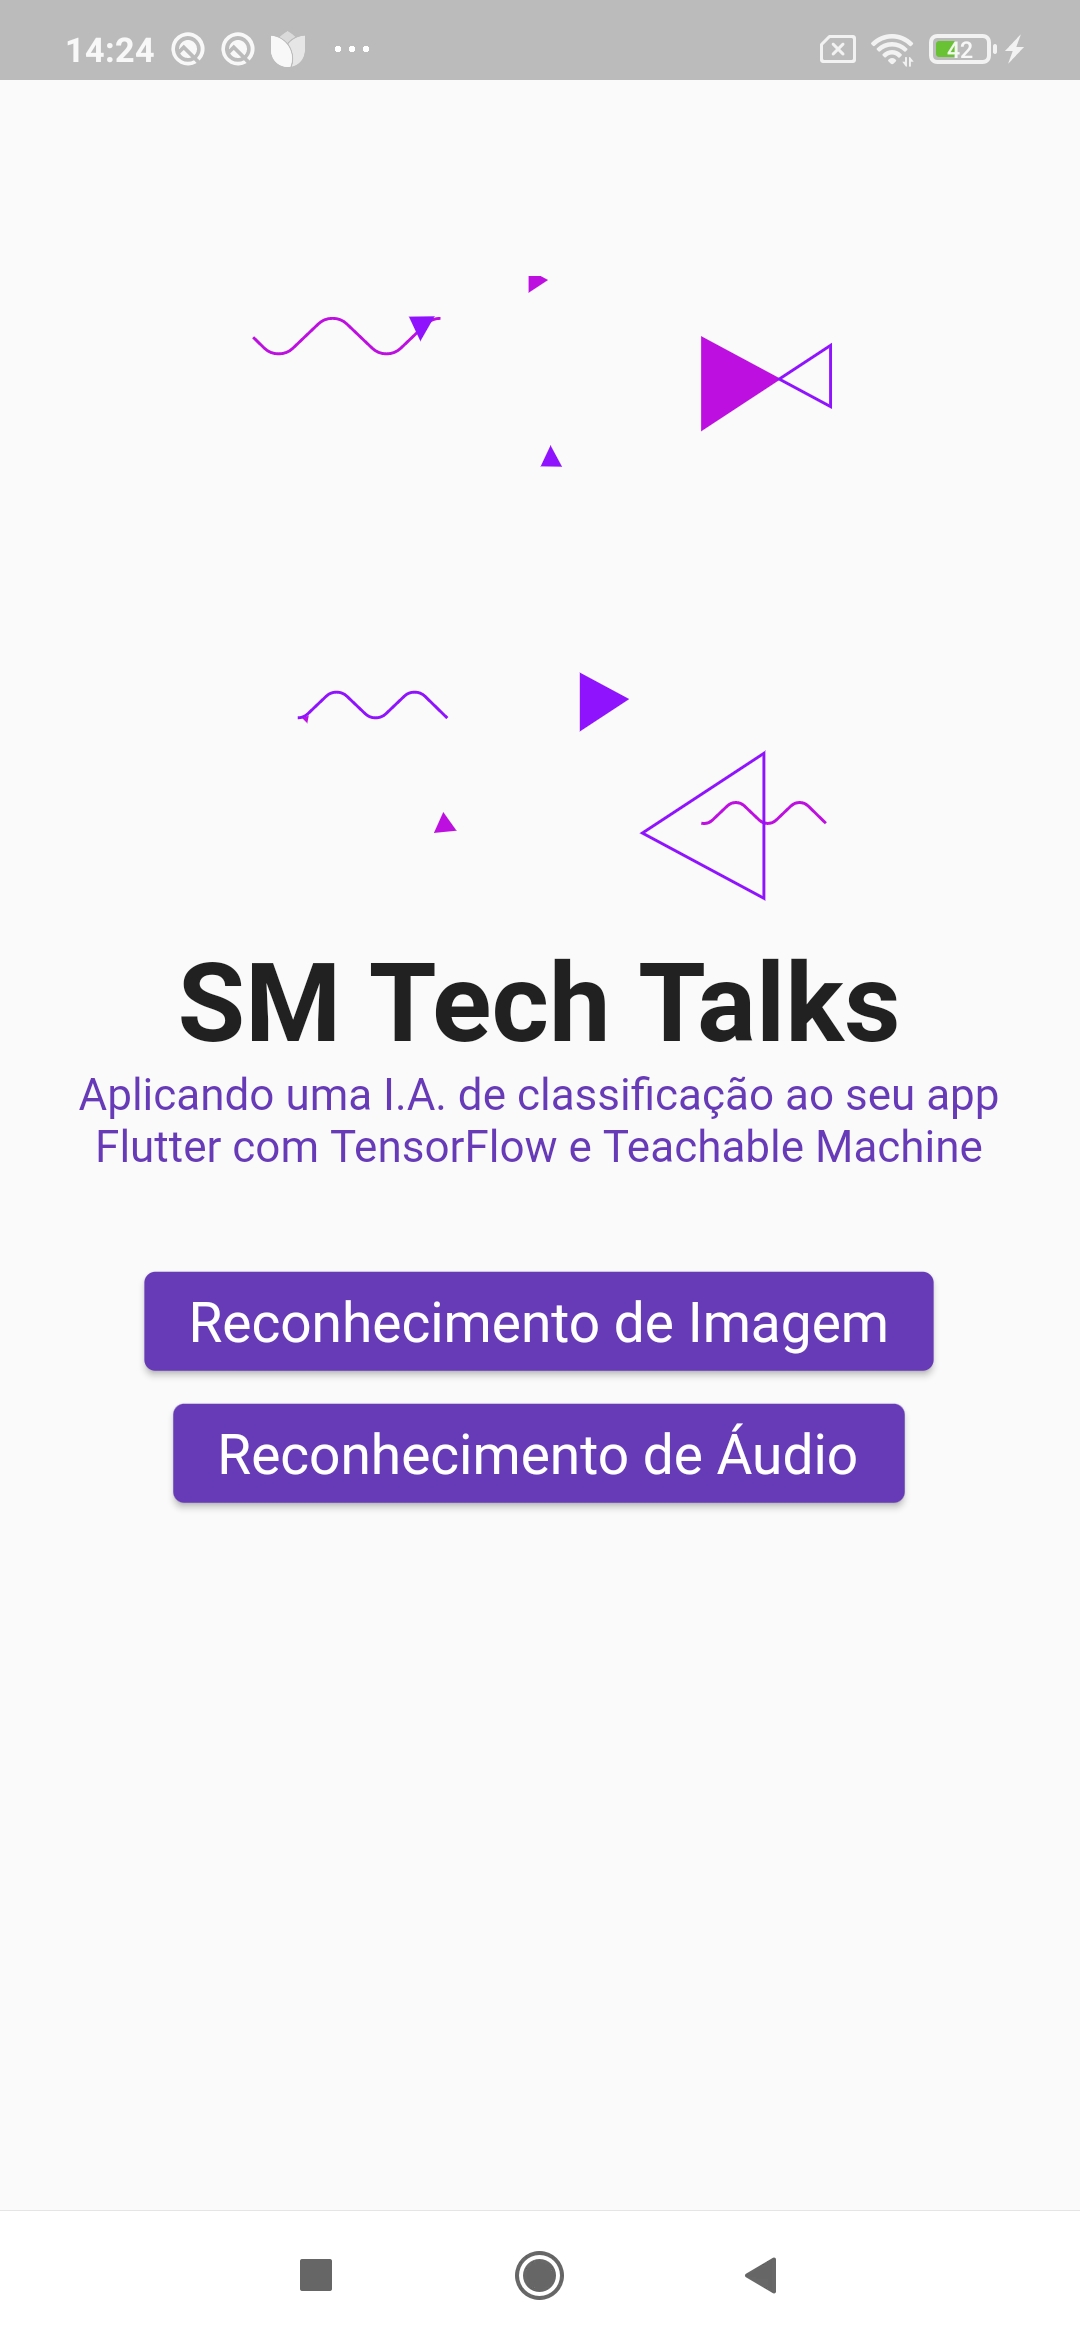 14:24
42
SM Tech Talks
Aplicando uma I.A. de classificação ao seu app
Flutter com TensorFlow e Teachable Machine
Reconhecimento de Imagem
Reconhecimento de Áudio